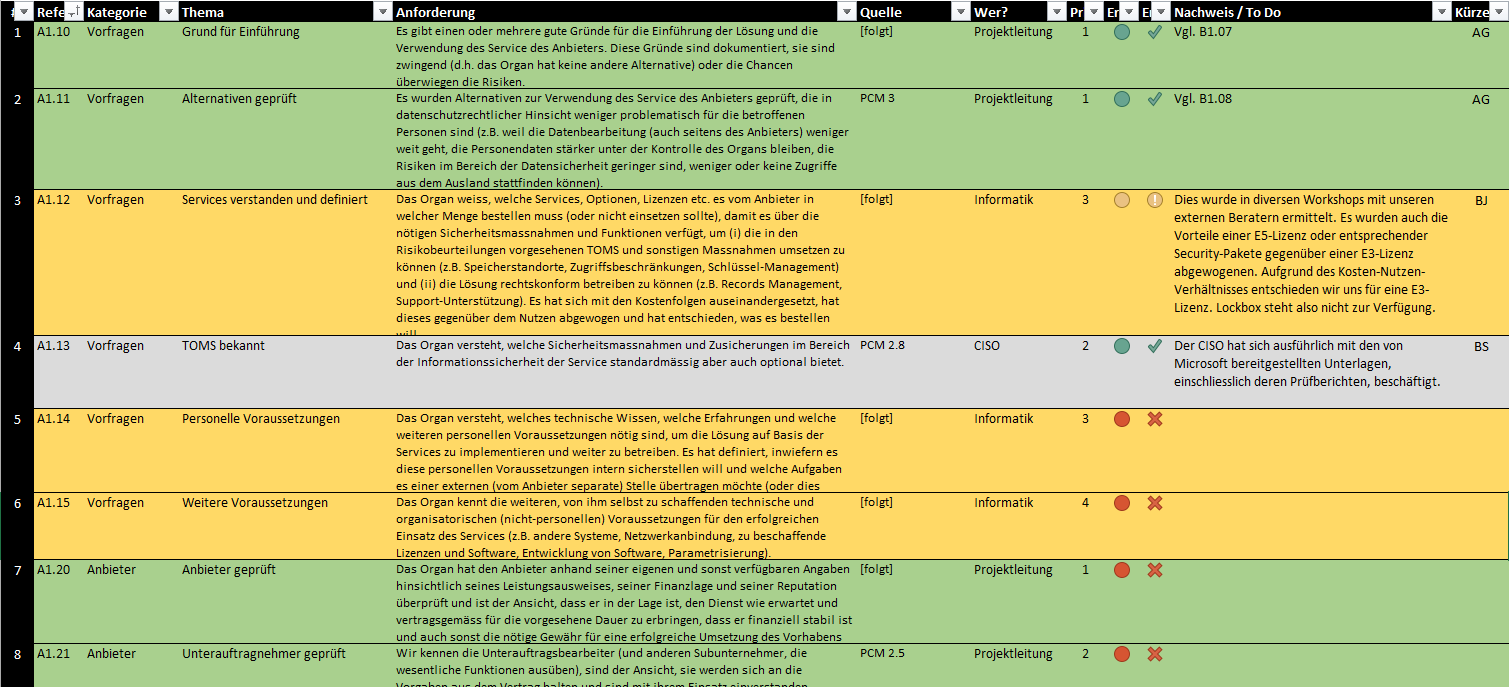 # Refe Kategorie Thema Anforderung Quelle Wer? Pr Er Er Nachweis / To Do Kürze
1 A1.10 Vorfragen Grund für Einführung Es gibt einen oder mehrere gute Gründe für die Einführung der Lösung und die [folgt] Projektleitung 1 Vgl. B1.07 AG
Verwendung des Service des Anbieters. Diese Gründe sind dokumentiert, sie sind
zwingend (d.h. das Organ hat keine andere Alternative) oder die Chancen
überwiegen die Risiken.
2 A1.11 Vorfragen Alternativen geprüft Es wurden Alternativen zur Verwendung des Service des Anbieters geprüft, die in PCM 3 Projektleitung 1 Vgl. B1.08 AG
datenschutzrechtlicher Hinsicht weniger problematisch für die betroffenen
Personen sind (z.B. weil die Datenbearbeitung (auch seitens des Anbieters) weniger
weit geht, die Personendaten stärker unter der Kontrolle des Organs bleiben, die
Risiken im Bereich der Datensicherheit geringer sind, weniger oder keine Zugriffe
aus dem Ausland stattfinden können).
3 A1.12 Vorfragen Services verstanden und definiert Das Organ weiss, welche Services, Optionen, Lizenzen etc. es vom Anbieter in [folgt] Informatik 3 Dies wurde in diversen Workshops mit unseren BJ
welcher Menge bestellen muss (oder nicht einsetzen sollte), damit es über die externen Beratern ermittelt. Es wurden auch die
nötigen Sicherheitsmassnahmen und Funktionen verfügt, um (i) die in den Vorteile einer E5-Lizenz oder entsprechender
Risikobeurteilungen vorgesehenen TOMS und sonstigen Massnahmen umsetzen zu Security-Pakete gegenüber einer E3-Lizenz
können (z.B. Speicherstandorte, Zugriffsbeschränkungen, Schlüssel-Management) abgewogenen. Aufgrund des Kosten-Nutzen-
und (ii) die Lösung rechtskonform betreiben zu können (z.B. Records Management, Verhältnisses entschieden wir uns für eine E3-
Support-Unterstützung). Es hat sich mit den Kostenfolgen auseinandergesetzt, hat Lizenz. Lockbox steht also nicht zur Verfügung.
dieses gegenüber dem Nutzen abgewogen und hat entschieden, was es bestellen
will
4 A1.13 Vorfragen TOMS bekannt Das Organ versteht, welche Sicherheitsmassnahmen und Zusicherungen im Bereich PCM 2.8 CISO 2 Der CISO hat sich ausführlich mit den von BS
der Informationssicherheit der Service standardmässig aber auch optional bietet. Microsoft bereitgestellten Unterlagen,
einschliesslich deren Prüfberichten, beschäftigt.
5 A1.14 Vorfragen Personelle Voraussetzungen Das Organ versteht, welches technische Wissen, welche Erfahrungen und welche [folgt] Informatik 3
weiteren personellen Voraussetzungen nötig sind, um die Lösung auf Basis der
Services zu implementieren und weiter zu betreiben. Es hat definiert, inwiefern es
diese personellen Voraussetzungen intern sicherstellen will und welche Aufgaben
es einer externen (vom Anbieter separate) Stelle übertragen möchte (oder dies
6 A1.15 Vorfragen Weitere Voraussetzungen Das Organ kennt die weiteren, von ihm selbst zu schaffenden technische und [folgt] Informatik 4
organisatorischen (nicht-personellen) Voraussetzungen für den erfolgreichen
Einsatz des Services (z.B. andere Systeme, Netzwerkanbindung, zu beschaffende
Lizenzen und Software, Entwicklung von Software, Parametrisierung).
7 A1.20 Anbieter Anbieter geprüft Das Organ hat den Anbieter anhand seiner eigenen und sonst verfügbaren Angaben [folgt] Projektleitung 1
hinsichtlich seines Leistungsausweises, seiner Finanzlage und seiner Reputation
überprüft und ist der Ansicht, dass er in der Lage ist, den Dienst wie erwartet und
vertragsgemäss für die vorgesehene Dauer zu erbringen, dass er finanziell stabil ist
und auch sonst die nötige Gewähr für eine erfolgreiche Umsetzung des Vorhabens
8 A1.21 Anbieter Unterauftragnehmer geprüft Wir kennen die Unterauftragsbearbeiter (und anderen Subunternehmer, die PCM 2.5 Projektleitung 2
wesentliche Funktionen ausüben), sind der Ansicht, sie werden sich an die
Vorgaben aus dem Vertrag halten und sind mit ihrem Einsatz einverstanden